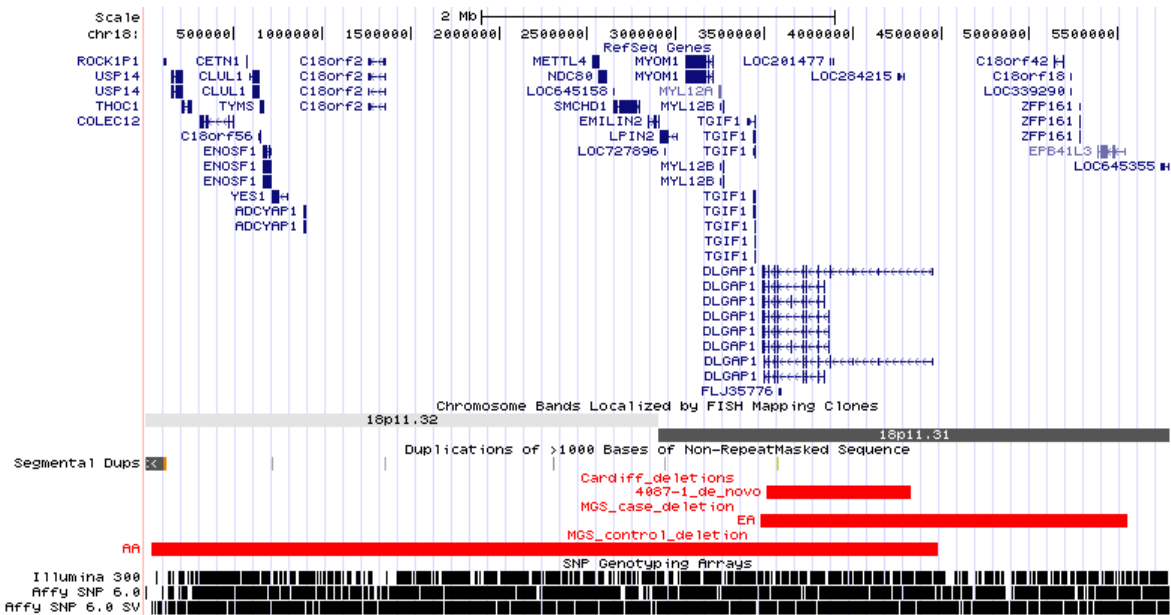 Scale 2 Mb
chr18: 500000 1000000 1500000 2000000 2500000 3000000 3500000 4000000 4500000 5000000 5500000
RefSeq Genes
ROCK1P1 CETN1 C18orf2 METTL4 MYOM1 LOC201477 C18orf42
USP14 CLUL1 C18orf2 NDC80 MYOM1 LOC284215 C18orf18
USP14 CLUL1 C18orf2 LOC645158 MYL12A LOC339290
THOC1 TYMS C18orf2 SMCHD1 MYL12B ZFP161
COLEC12 EMILIN2 TGIF1 ZFP161
C18orf56 LPIN2 TGIF1 ZFP161
ENOSF1 LOC727896 TGIF1 EPB41L3
ENOSF1 MYL12B LOC645355
ENOSF1 MYL12B
YES1 TGIF1
ADCYAP1 TGIF1
ADCYAP1 TGIF1
TGIF1
TGIF1
DLGAP1
DLGAP1
DLGAP1
DLGAP1
DLGAP1
DLGAP1
DLGAP1
DLGAP1
FLJ35776
Chromosome Bands Localized by FISH Mapping Clones
18p11.32
18p11.31
Duplications of >1000 Bases of Non-RepeatMasked Sequence
Segmental Dups
Cardiff_deletions
4087-1_de_novo
MGS_case_deletion
EA
MGS_control_deletion
AA
SNP Genotyping Arrays
Illumina 300
Affy SNP 6.0
Affy SNP 6.0 SV